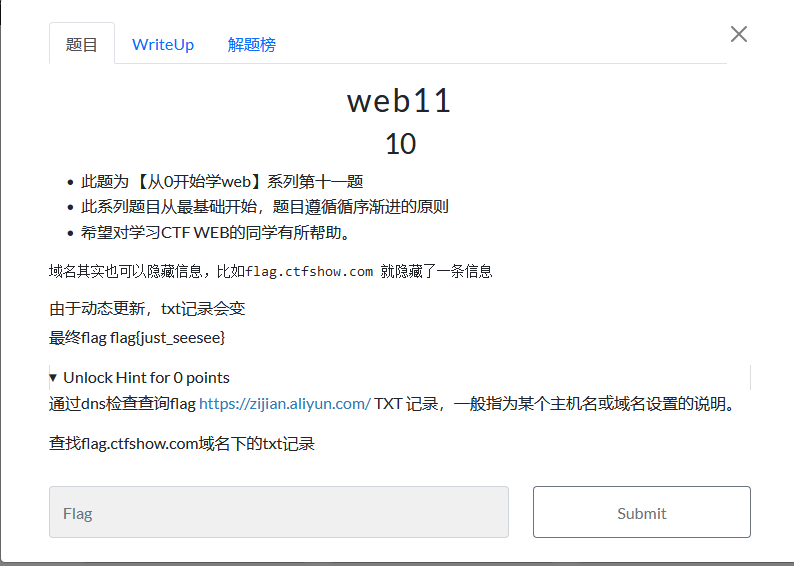 题目 WriteUp 解题榜
web11
10
此题为 【从0开始学web】系列第十一题
此系列题目从最基础开始，题目遵循循序渐进的原则
希望对学习CTF WEB的同学有所帮助。
域名其实也可以隐藏信息，比如flag.ctfshow.com 就隐藏了一条信息
由于动态更新，txt记录会变
最终flag flag{just_seesee}
▾ Unlock Hint for 0 points
通过dns检查查询flag https://zijian.aliyun.com/ TXT 记录，一般指为某个主机名或域名设置的说明。
查找flag.ctfshow.com域名下的txt记录
Flag Submit